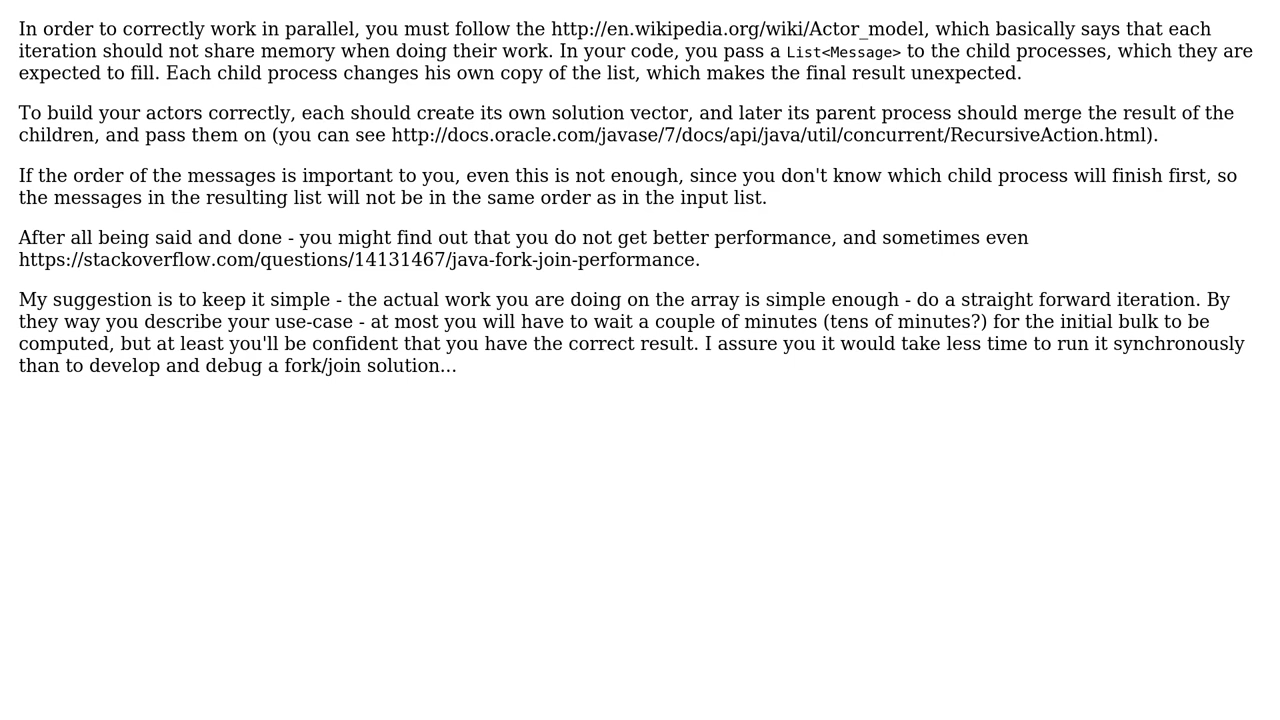 In order to correctly work in parallel, you must follow the http://en.wikipedia.org/wiki/Actor_model, which basically says that each
iteration should not share memory when doing their work. In your code, you pass a List<Message> to the child processes, which they are
expected to fill. Each child process changes his own copy of the list, which makes the final result unexpected.
To build your actors correctly, each should create its own solution vector, and later its parent process should merge the result of the
children, and pass them on (you can see http://docs.oracle.com/javase/7/docs/api/java/util/concurrent/RecursiveAction.html).
If the order of the messages is important to you, even this is not enough, since you don't know which child process will finish first, so
the messages in the resulting list will not be in the same order as in the input list.
After all being said and done - you might find out that you do not get better performance, and sometimes even
https://stackoverflow.com/questions/14131467/java-fork-join-performance.
My suggestion is to keep it simple - the actual work you are doing on the array is simple enough - do a straight forward iteration. By
they way you describe your use-case - at most you will have to wait a couple of minutes (tens of minutes?) for the initial bulk to be
computed, but at least you'll be confident that you have the correct result. I assure you it would take less time to run it synchronously
than to develop and debug a fork/join solution...